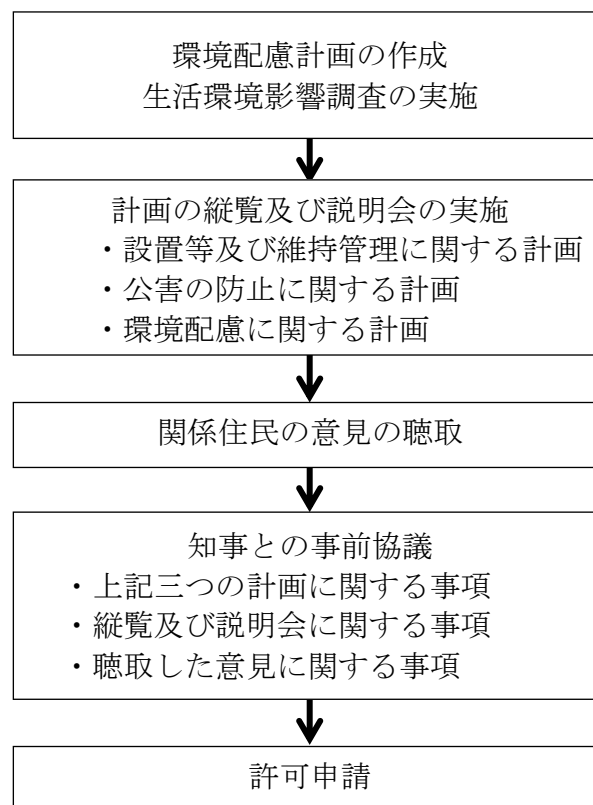 環境配慮計画の作成
生活環境影響調査の実施
計画の縦覧及び説明会の実施
・設置等及び維持管理に関する計画
・公害の防止に関する計画
・環境配慮に関する計画
関係住民の意見の聴取
知事との事前協議
・上記三つの計画に関する事項
・縦覧及び説明会に関する事項
・聴取した意見に関する事項
許可申請